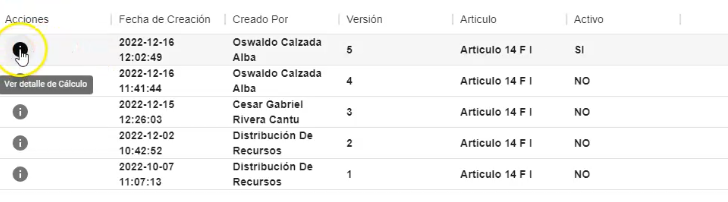 Acciones Fecha de Creación Creado Por Versión Articulo Activo
2022-12-16 Oswaldo Calzada
12:02:49 Alba 5 Articulo 14 F I SI
2022-12-16 Oswaldo Calzada
Ver detalle de Cálculo 11:41:44 Alba 4 Articulo 14 F I NO
2022-12-15 Cesar Gabriel
12:26:03 Rivera Cantu 3 Articulo 14 F I NO
2022-12-02 Distribución De
10:42:52 Recursos 2 Articulo 14 F I NO
2022-10-07 Distribución De
11:07:13 Recursos 1 Articulo 14 F I NO